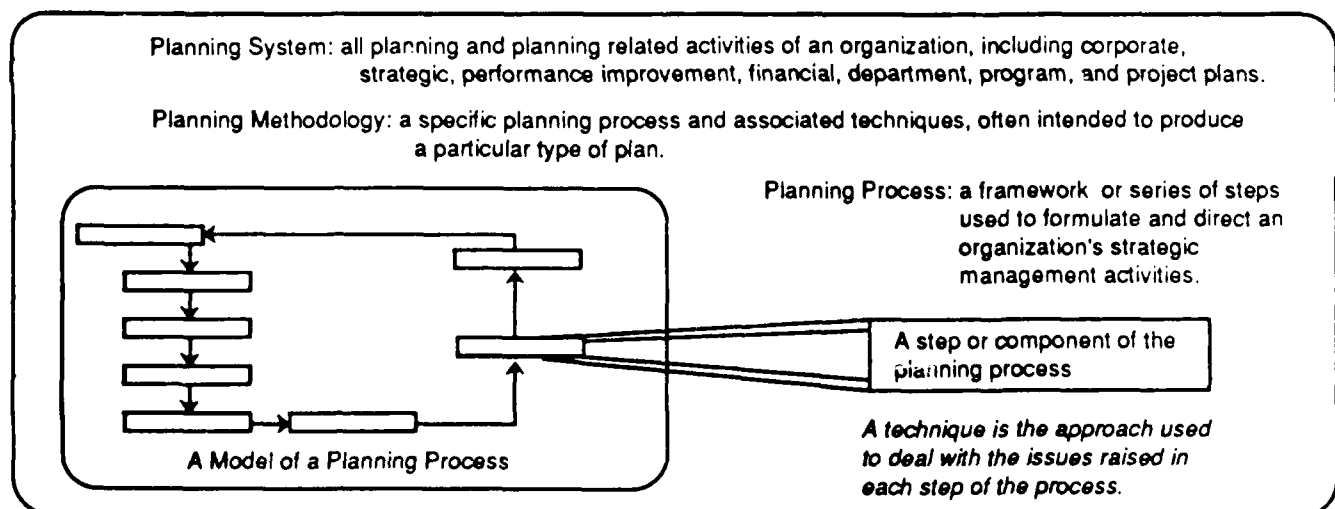 Planning System: all planning and planning related activities of an organization, including corporate,
strategic, performance improvement, financial, department, program, and project plans.
Planning Methodology: a specific planning process and associated techniques, often intended to produce
a particular type of plan.
Planning Process: a framework or series of steps
used to formulate and direct an
organization's strategic
management activities.
A step or component of the
planning process
A Model of a Planning Process
A technique is the approach used
to deal with the issues raised in
each step of the process.